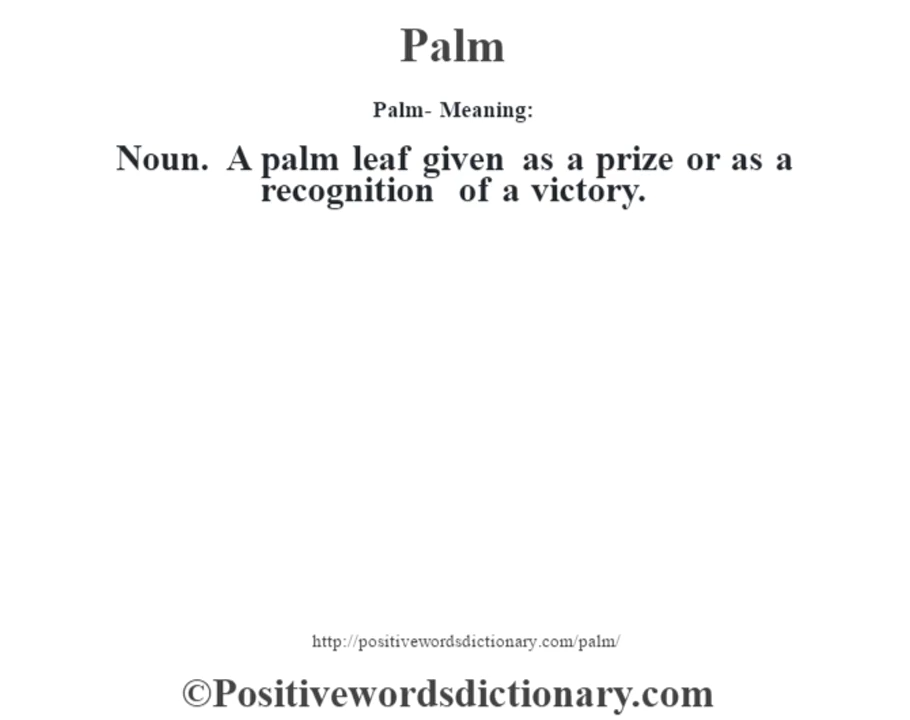 Palm
Palm- Meaning:
Noun. A palm leaf given as a prize or as a
recognition of a victory.
http://positivewordsdictionary.com/palm/
©Positivewordsdictionary.com